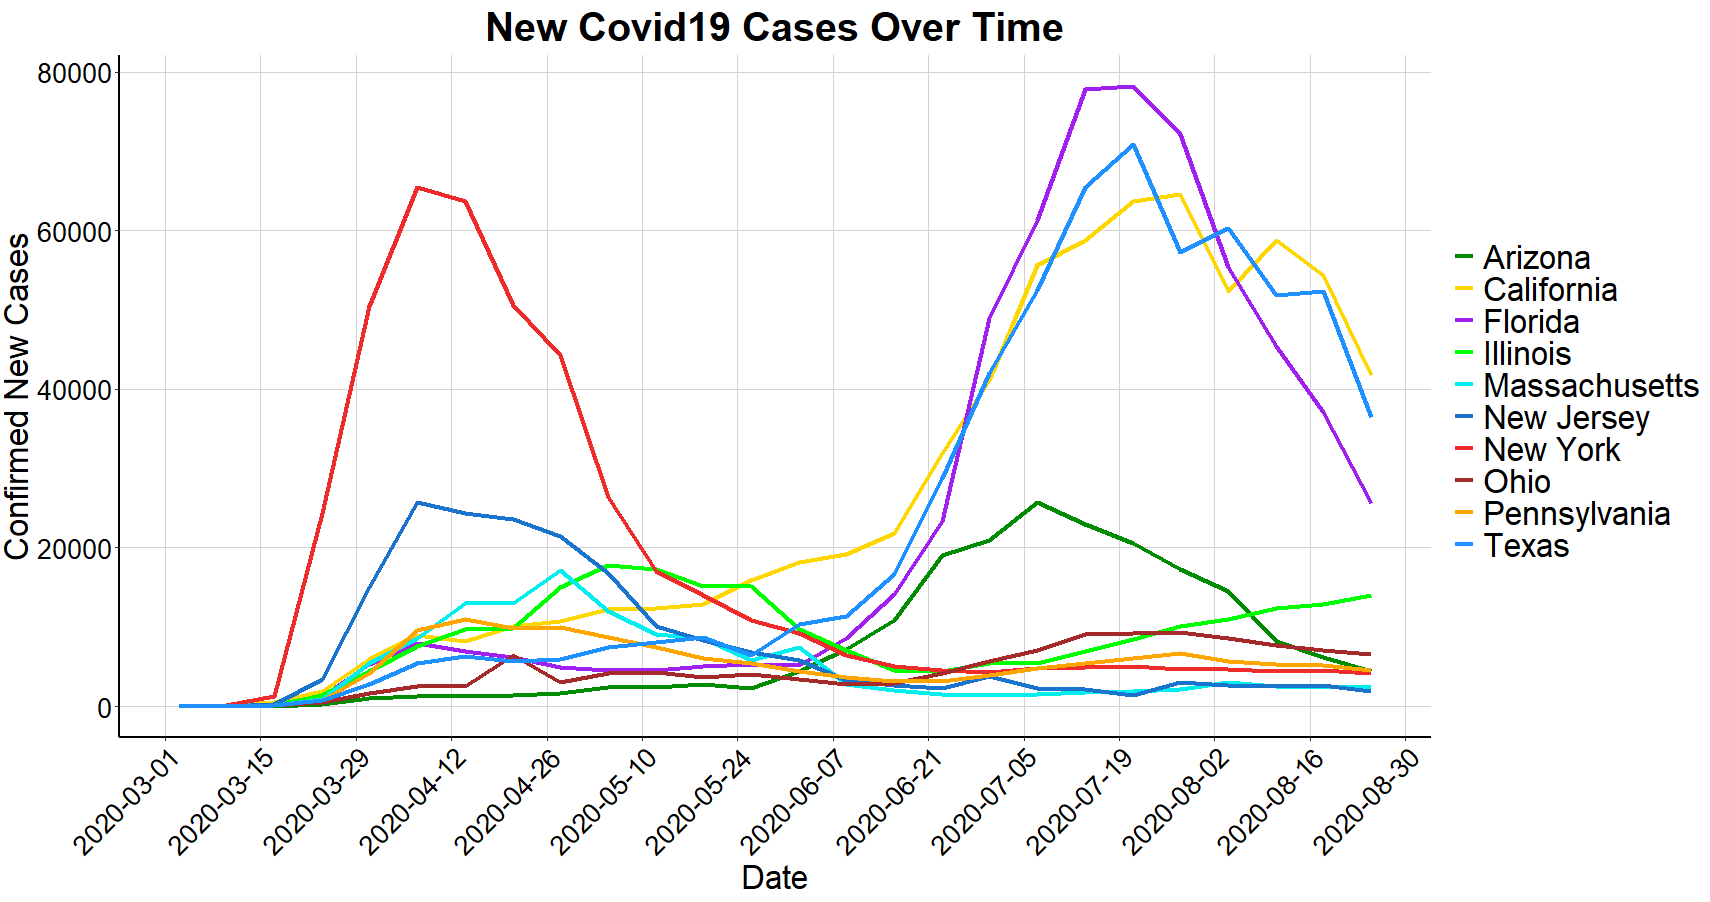 New Covid19 Cases Over Time
Confirmed New Cases
80000
60000
40000
20000
0
2020-03-01
2020-03-15
2020-03-29
2020-04-12
2020-04-26
2020-05-10
2020-05-24
2020-06-07
2020-06-21
2020-07-05
2020-07-19
2020-08-02
2020-08-16
2020-08-30
Date
Arizona
California
Florida
Illinois
Massachusetts
New Jersey
New York
Ohio
Pennsylvania
Texas